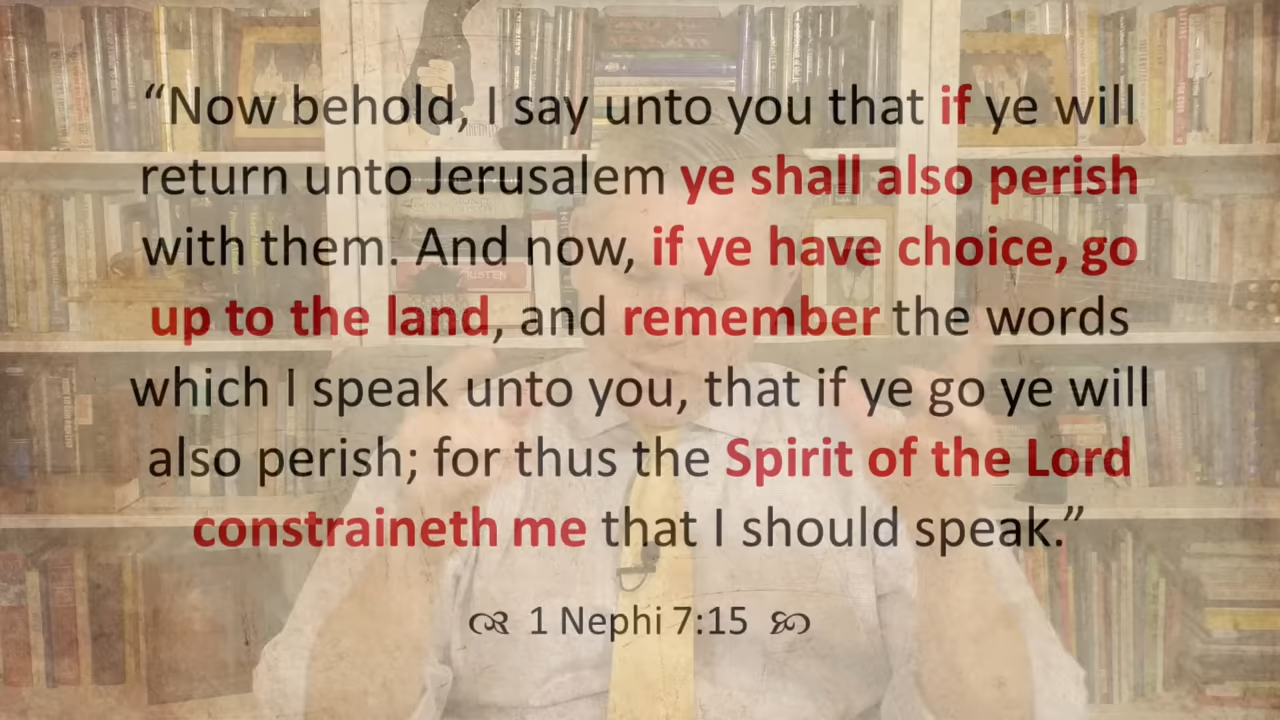 “Now behold, I say unto you that if ye will
return unto Jerusalem ye shall also perish
with them. And now, if ye have choice, go
up to the land, and remember the words
which I speak unto you, that if ye go ye will
also perish; for thus the Spirit of the Lord
constraineth me that I should speak.”
1 Nephi 7:15